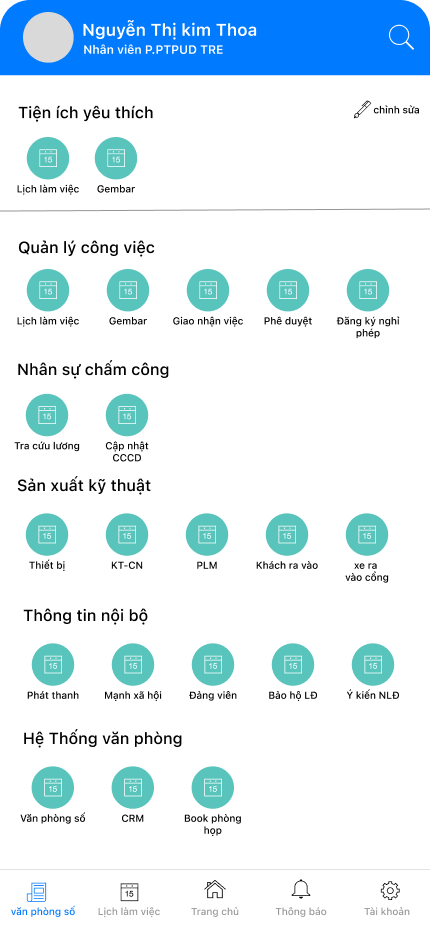 Nguyễn Thị kim Thoa
Nhân viên P.PTPUD TRE
Tiện ích yêu thích
chỉnh sửa
15 15
Lịch làm việc Gembar
Quản lý công việc
15 15 15 15 15
Lịch làm việc Gembar Giao nhận việc Phê duyệt Đăng ký nghỉ
phép
Nhân sự chấm công
15 15
Tra cứu lương Cập nhật
CCCD
Sản xuất kỹ thuật
15 15 15 15 15
Thiết bị KT-CN PLM Khách ra vào xe ra
vào cổng
Thông tin nội bộ
15 15 15 15 15
Phát thanh Mạnh xã hội Đảng viên Bảo hộ LĐ Ý kiến NLĐ
Hệ Thống văn phòng
15 15 15
Văn phòng số CRM Book phòng
họp
15
văn phòng số Lịch làm việc Trang chủ Thông báo Tài khoản